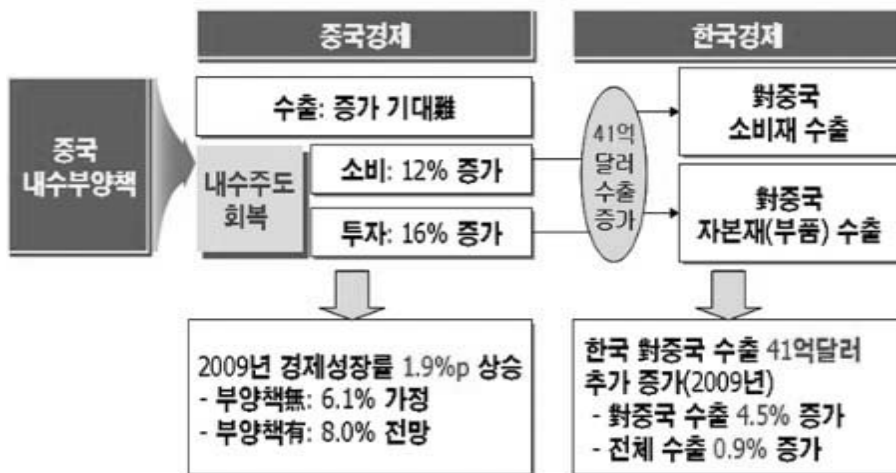 중국경제
한국경제
중국
내수부양책
수출: 증가 기대難
내수주도
회복
소비: 12% 증가
투자: 16% 증가
41억
달러
수출
증가
對중국
소비재 수출
對중국
자본재(부품) 수출
2009년 경제성장률 1.9%p 상승
- 부양책無: 6.1% 가정
- 부양책有: 8.0% 전망
한국 對중국 수출 41억달러
추가 증가(2009년)
- 對중국 수출 4.5% 증가
- 전체 수출 0.9% 증가